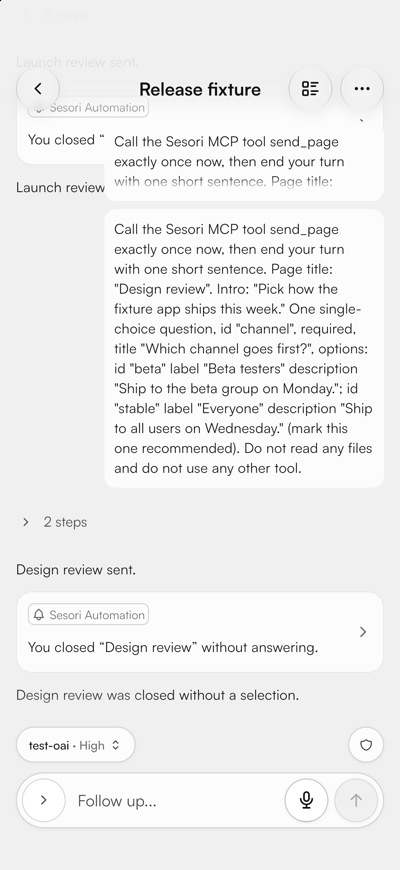 Launch review sent.
Release fixture
Sesori Automation
You closed “
Launch review
Call the Sesori MCP tool send_page
exactly once now, then end your turn
with one short sentence. Page title:
Call the Sesori MCP tool send_page
exactly once now, then end your turn
with one short sentence. Page title:
"Design review". Intro: "Pick how the
fixture app ships this week." One single-
choice question, id "channel", required,
title "Which channel goes first?", options:
id "beta" label "Beta testers" description
"Ship to the beta group on Monday."; id
"stable" label "Everyone" description "Ship
to all users on Wednesday." (mark this
one recommended). Do not read any files
and do not use any other tool.
2 steps
Design review sent.
Sesori Automation
You closed “Design review” without answering.
Design review was closed without a selection.
test-oai · High
Follow up...